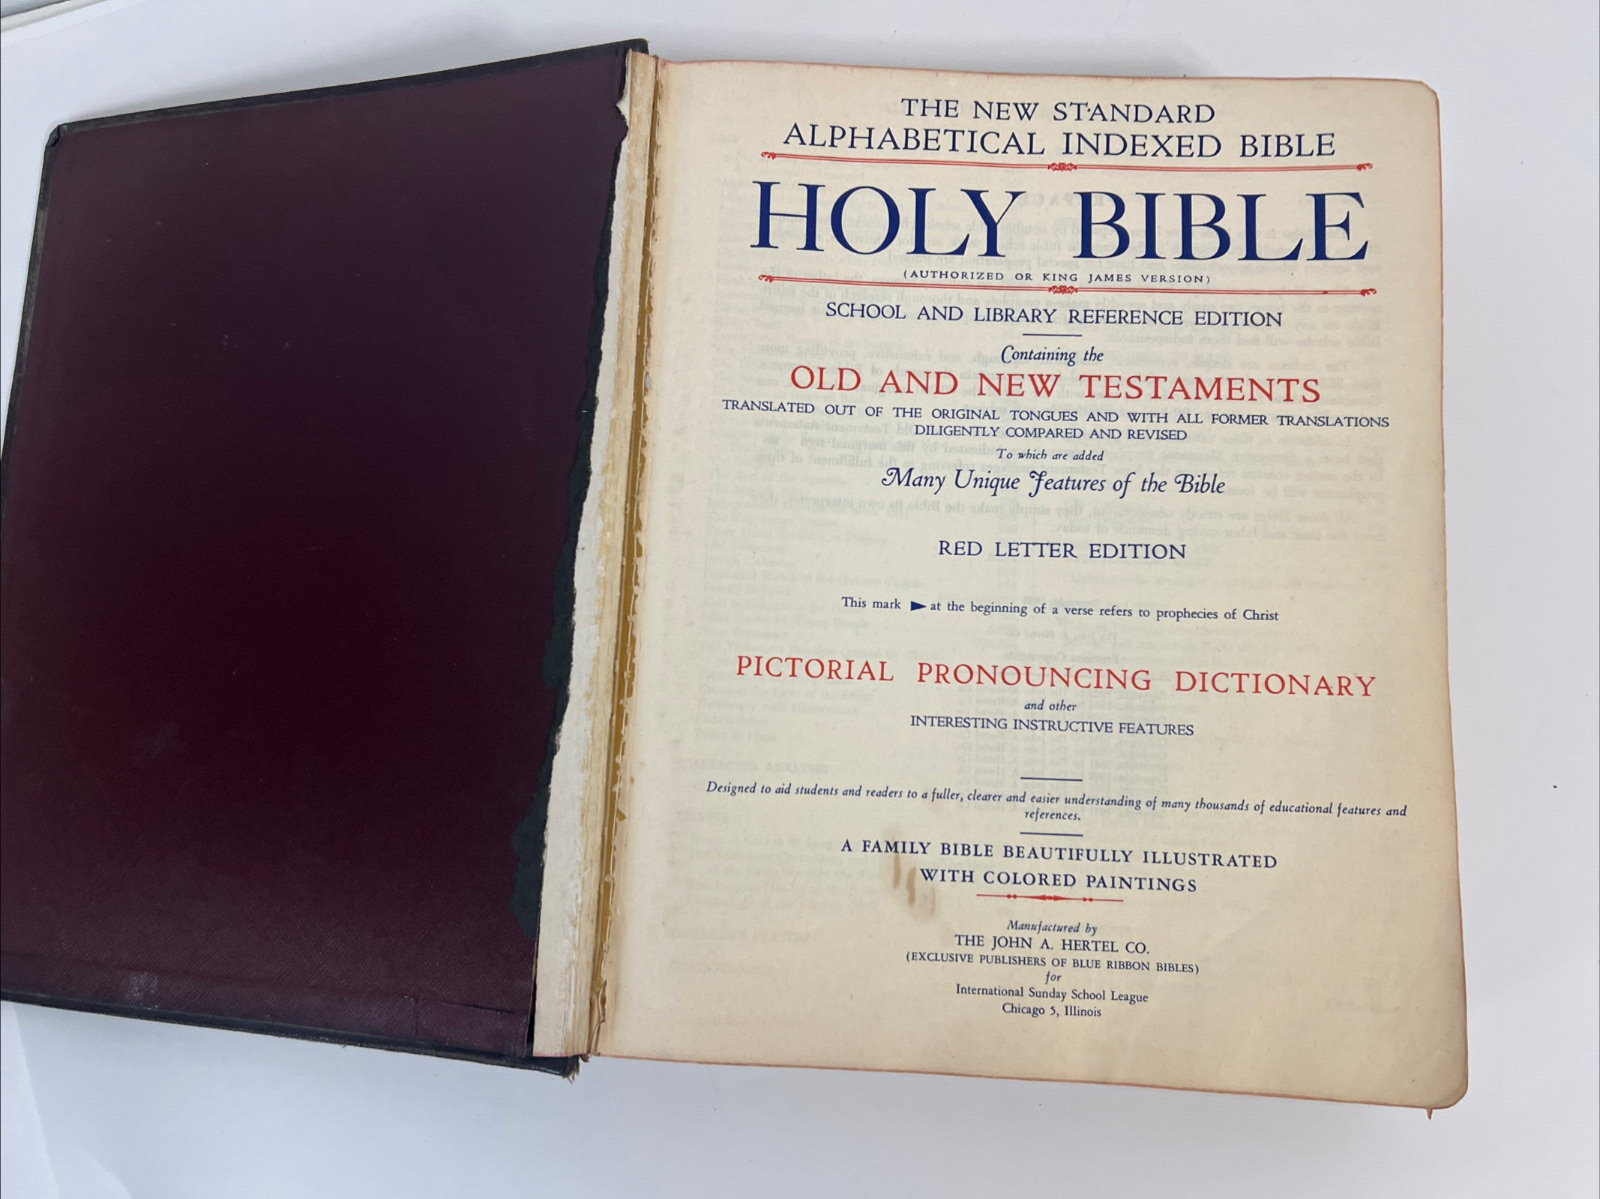 THE NEW STANDARD
ALPHABETICAL INDEXED BIBLE
HOLY BIBLE
(AUTHORIZED OR KING JAMES VERSION)
SCHOOL AND LIBRARY REFERENCE EDITION
Containing the
OLD AND NEW TESTAMENTS
TRANSLATED OUT OF THE ORIGINAL TONGUES AND WITH ALL FORMER TRANSLATIONS
DILIGENTLY COMPARED AND REVISED
To which are added
Many Unique Features of the Bible
RED LETTER EDITION
This mark ► at the beginning of a verse refers to prophecies of Christ
PICTORIAL PRONOUNCING DICTIONARY
and other
INTERESTING INSTRUCTIVE FEATURES
Designed to aid students and readers to a fuller, clearer and easier understanding of many thousands of educational features and
references.
A FAMILY BIBLE BEAUTIFULLY ILLUSTRATED
WITH COLORED PAINTINGS
Manufactured by
THE JOHN A. HERTEL CO.
(EXCLUSIVE PUBLISHERS OF BLUE RIBBON BIBLES)
for
International Sunday School League
Chicago 5, Illinois